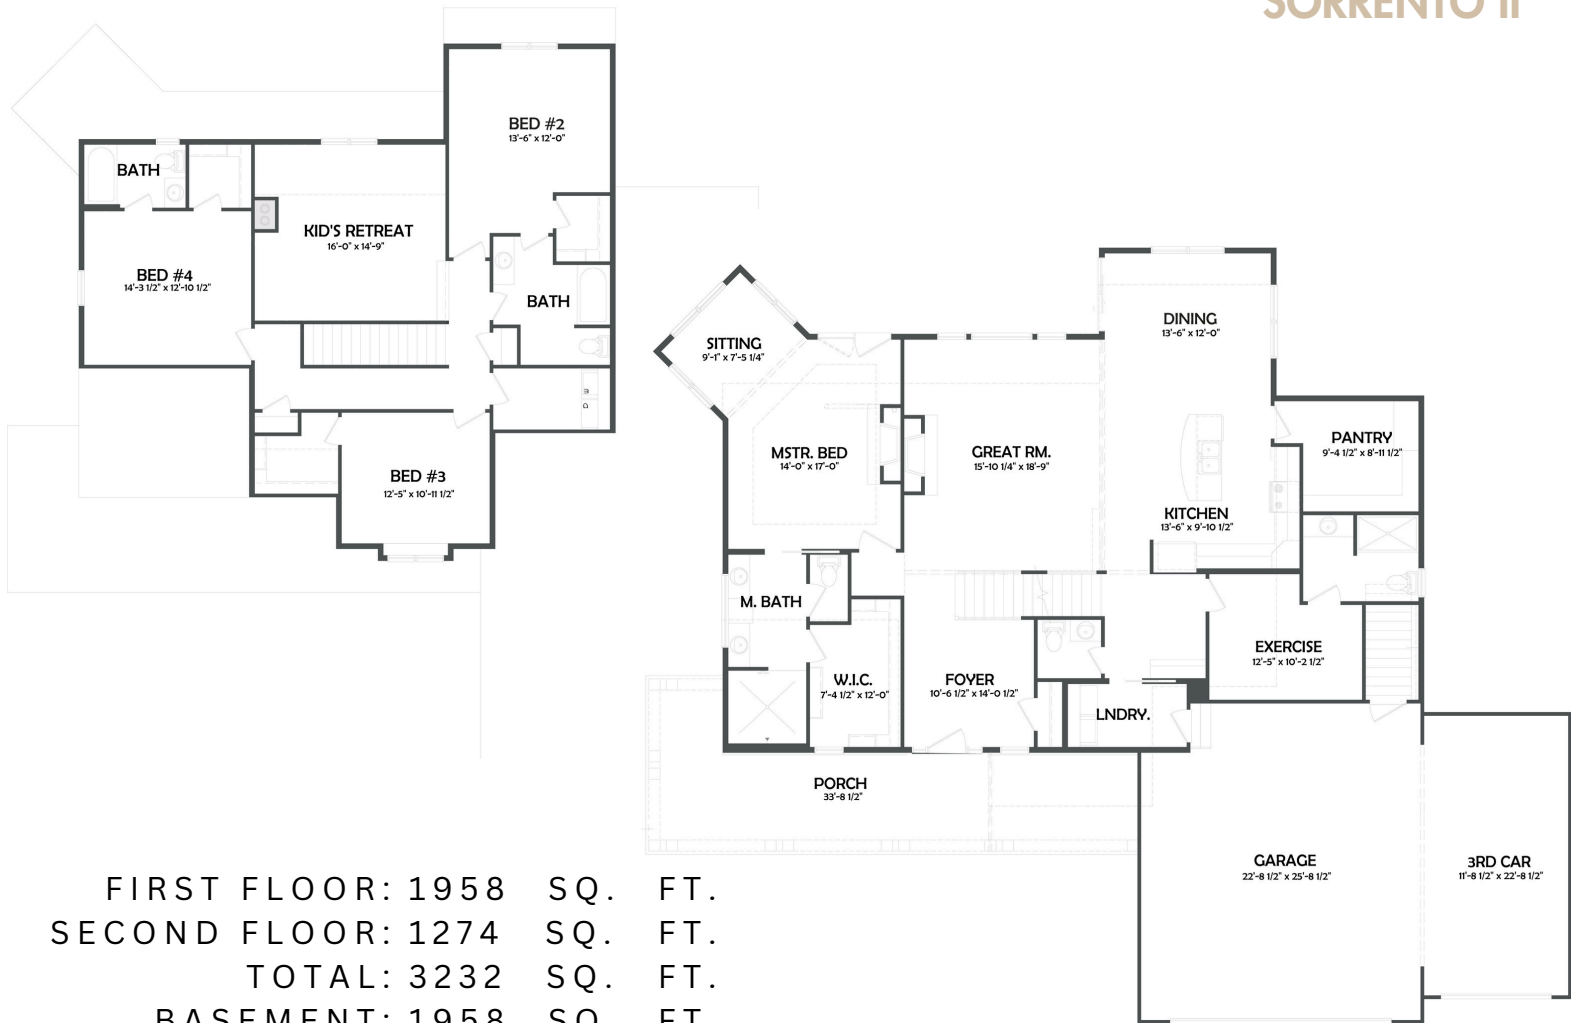 SORRENTO II
BED #2
13'-6" x 12'-0"
BATH
KID'S RETREAT
16'-0" x 14'-9"
BED #4
14'-3 1/2" x 12'-10 1/2"
BATH
D W
BED #3
12'-5" x 10'-11 1/2"
SITTING
9'-1" x 7'-5 1/4"
DINING
13'-6" x 12'-0"
MSTR. BED
14'-0" x 17'-0"
GREAT RM.
15'-10 1/4" x 18'-9"
PANTRY
9'-4 1/2" x 8'-11 1/2"
KITCHEN
13'-6" x 9'-10 1/2"
M. BATH
EXERCISE
12'-5" x 10'-2 1/2"
W.I.C.
7'-4 1/2" x 12'-0"
FOYER
10'-6 1/2" x 14'-0 1/2"
LNDRY.
PORCH
33'-8 1/2"
GARAGE
22'-8 1/2" x 25'-8 1/2"
3RD CAR
11'-8 1/2" x 22'-8 1/2"
FIRST FLOOR: 1958 SQ. FT.
SECOND FLOOR: 1274 SQ. FT.
TOTAL: 3232 SQ. FT.
BASEMENT: 1958 SQ. FT.